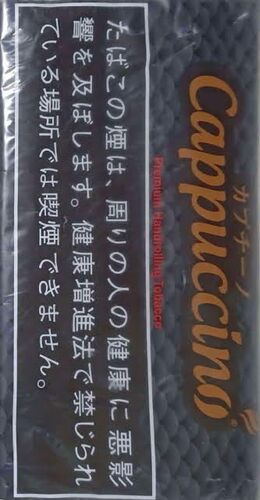 カプチーノ
Cappuccino
Premium Handrolling Tobacco
たばこの煙は、周りの人の健康に悪影
響を及ぼします。健康増進法で禁じられ
ている場所では喫煙できません。